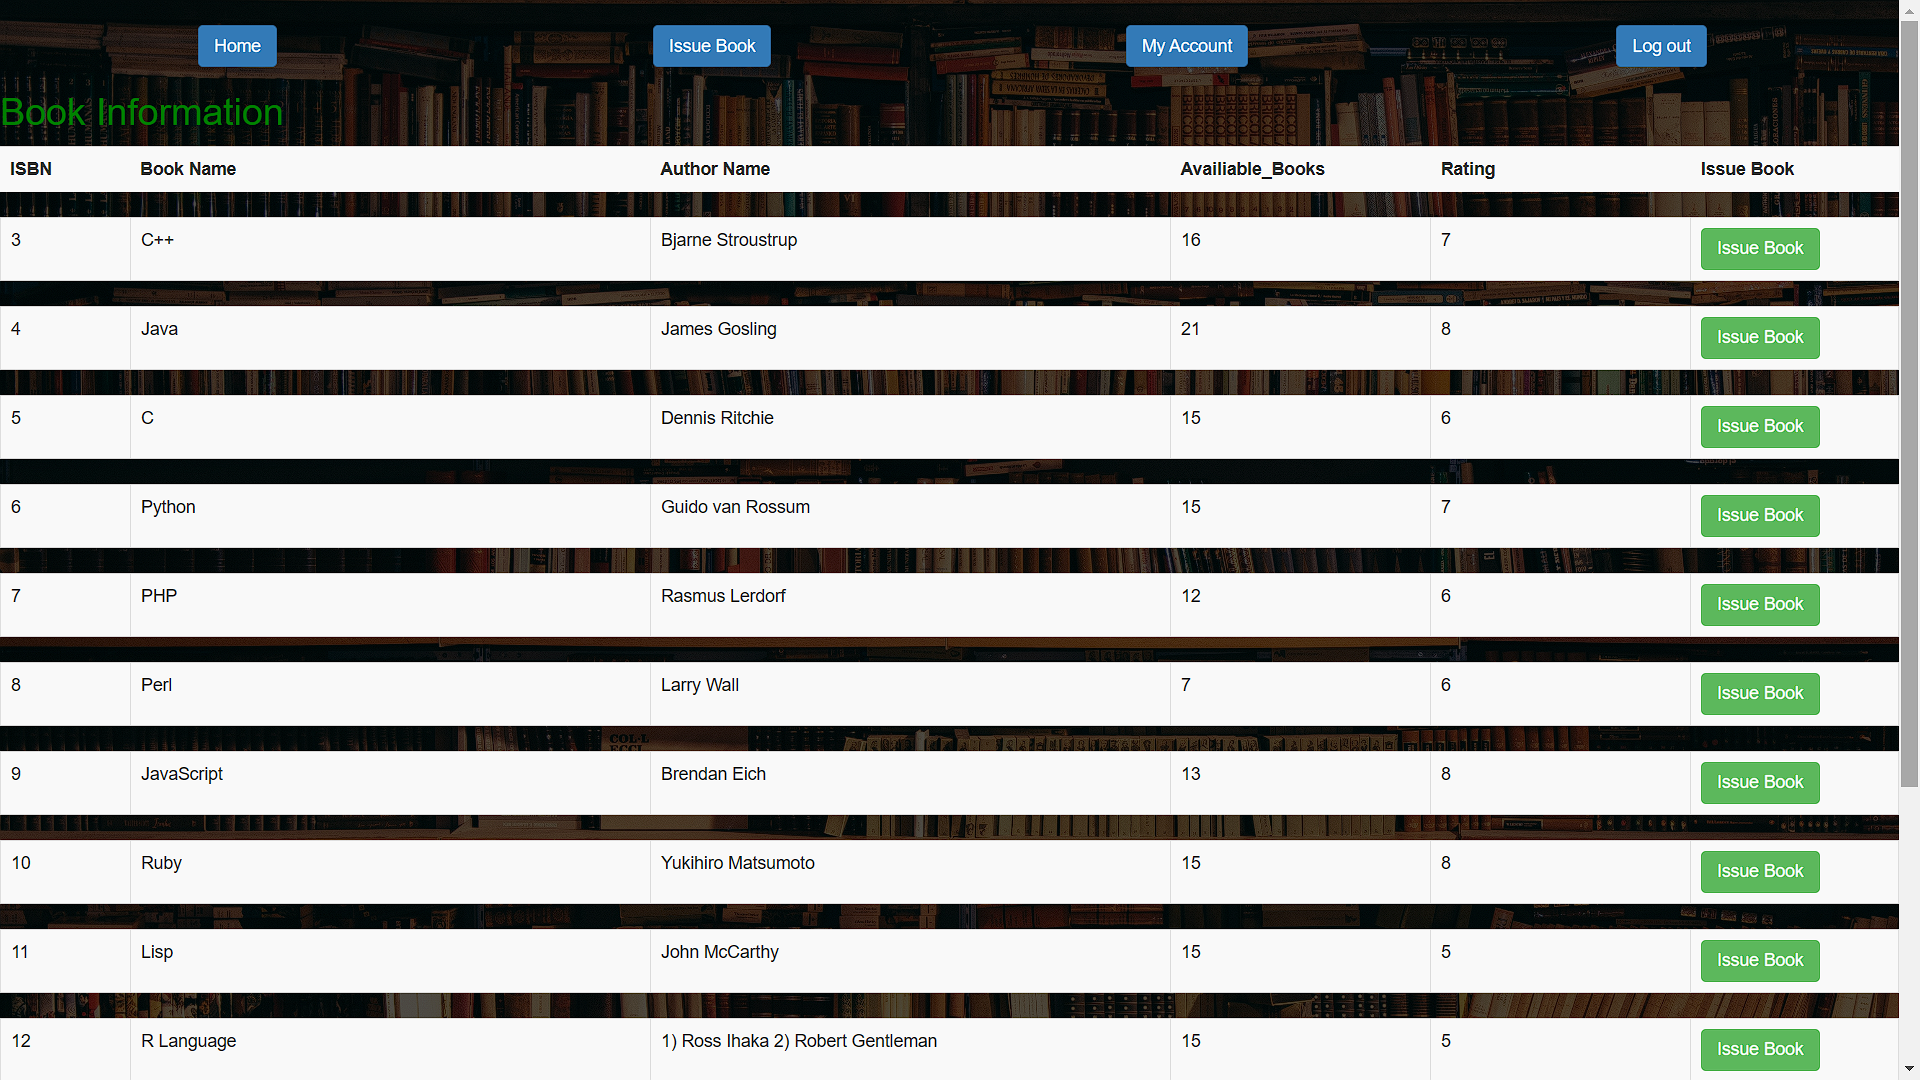 Home Issue Book My Account Log out
Book Information
ISBN Book Name Author Name Availiable_Books Rating Issue Book
3 C++ Bjarne Stroustrup 16 7 Issue Book
4 Java James Gosling 21 8 Issue Book
5 C Dennis Ritchie 15 6 Issue Book
6 Python Guido van Rossum 15 7 Issue Book
7 PHP Rasmus Lerdorf 12 6 Issue Book
8 Perl Larry Wall 7 6 Issue Book
COL·L
ECCI
9 JavaScript Brendan Eich 13 8 Issue Book
10 Ruby Yukihiro Matsumoto 15 8 Issue Book
11 Lisp John McCarthy 15 5 Issue Book
12 R Language 1) Ross Ihaka 2) Robert Gentleman 15 5 Issue Book